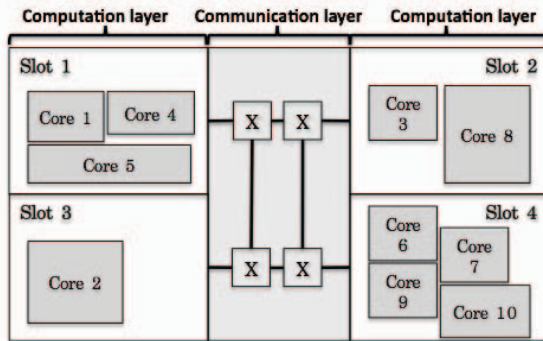 Computation layer Communication layer Computation layer
Slot 1
Core 1
Core 4
Core 5
X X
Slot 2
Core
3
Core 8
Slot 3
Core 2
X X
Slot 4
Core
6
Core
7
Core
9
Core 10